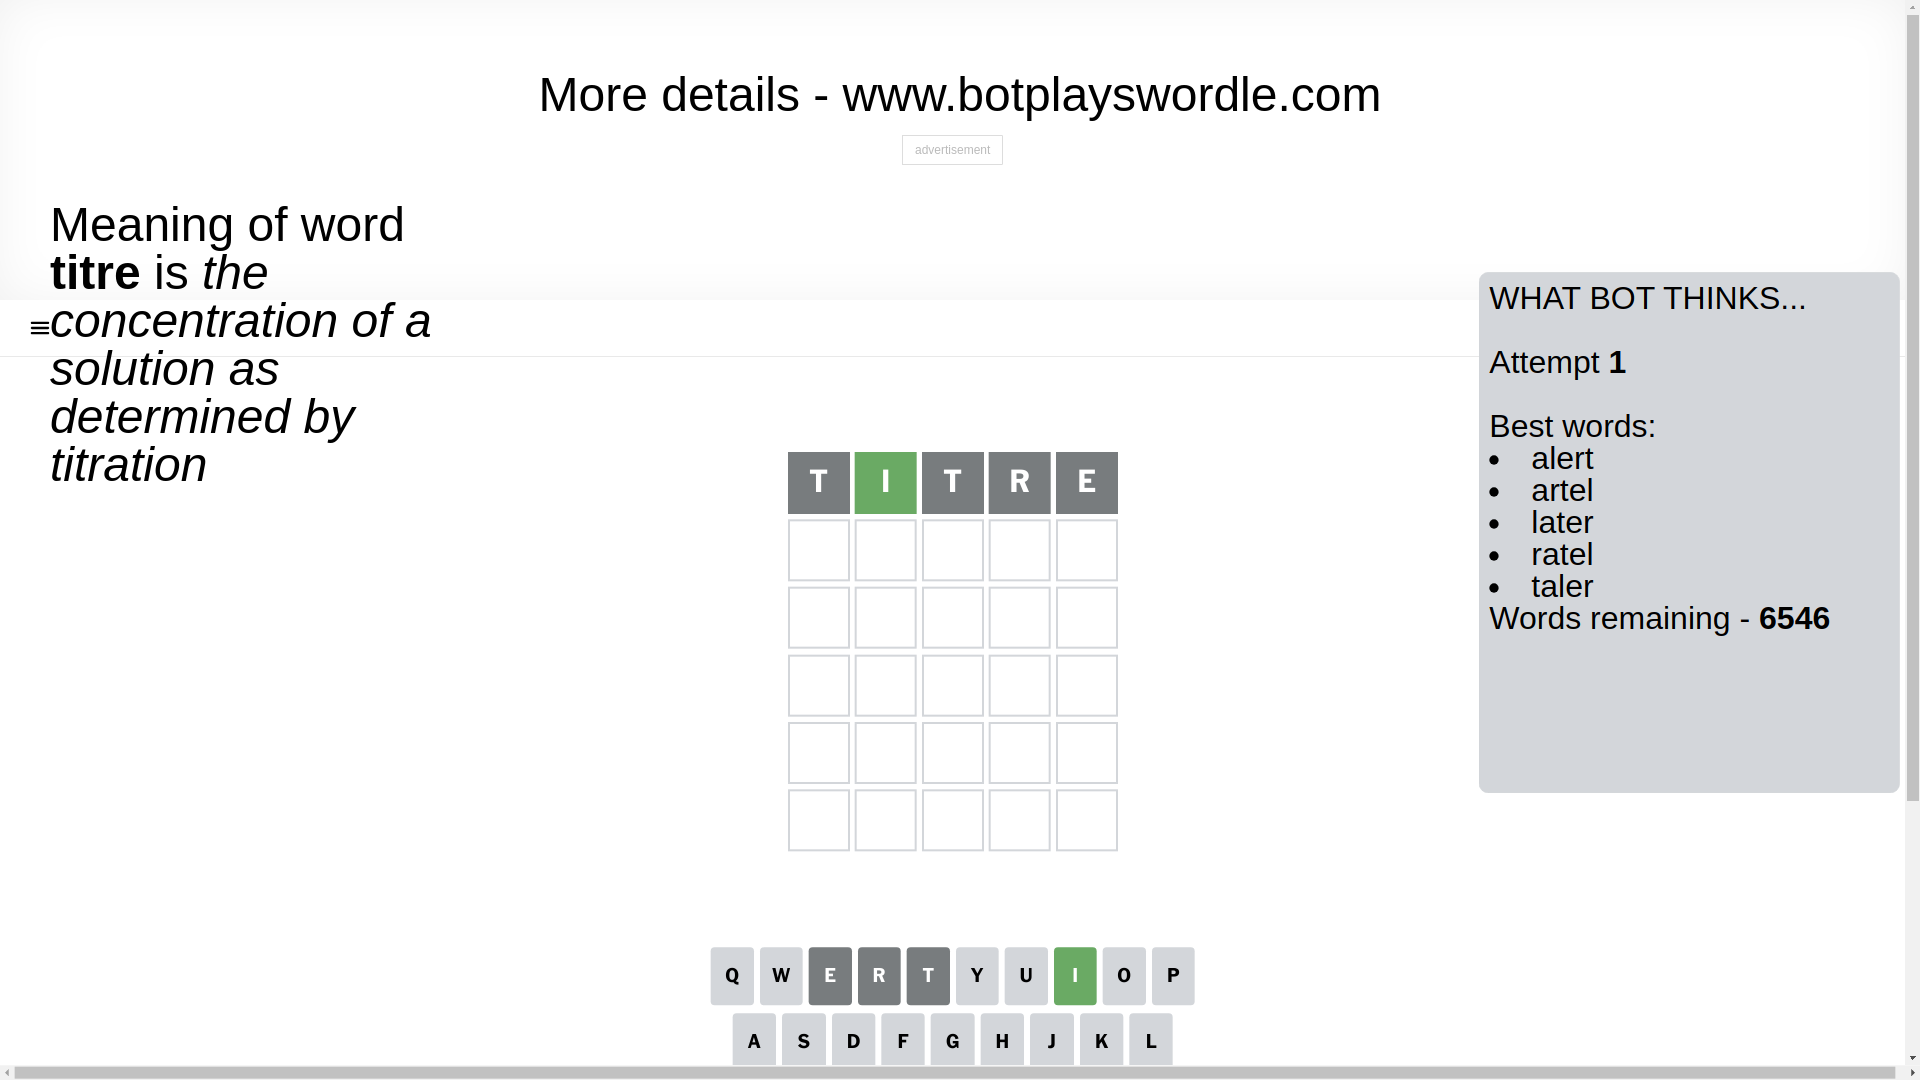 More details - www.botplayswordle.com
advertisement
Meaning of word
titre is the
concentration of a
solution as
determined by
titration
WHAT BOT THINKS...
Attempt 1
Best words:
• alert
• artel
• later
• ratel
• taler
Words remaining - 6546
T I T R E
Q W E R T Y U I O P
A S D F G H J K L